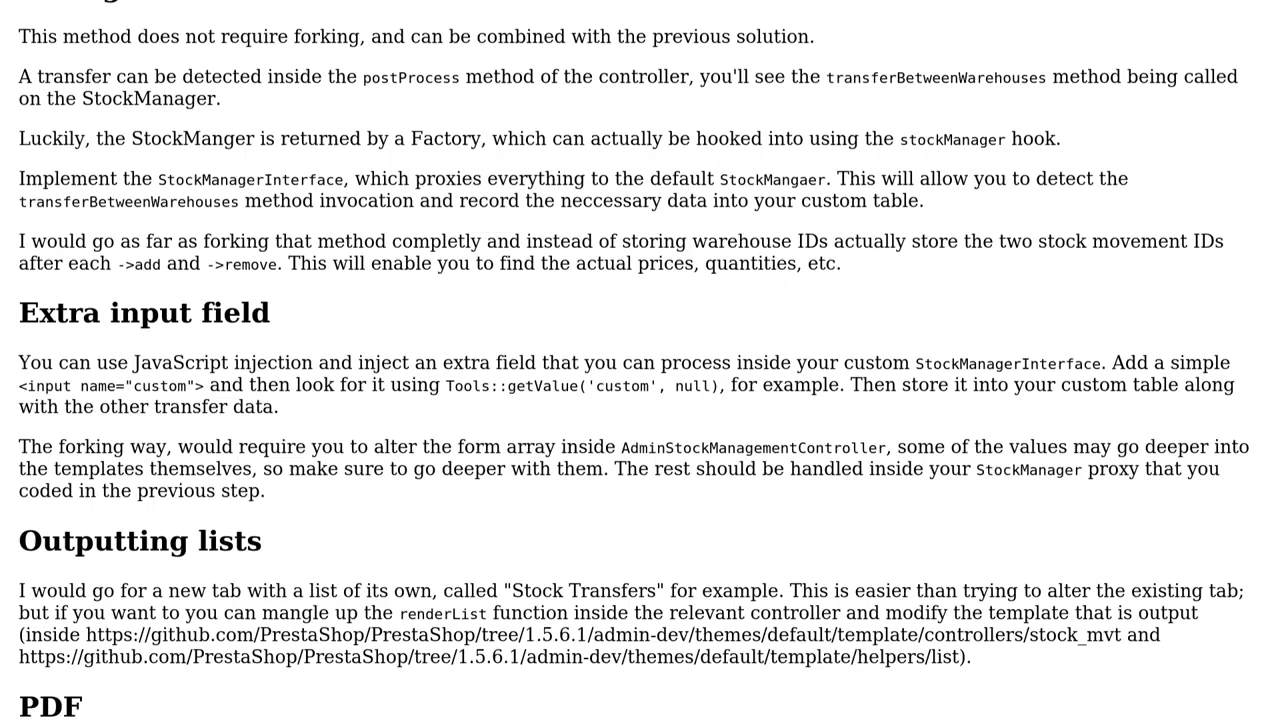 This method does not require forking, and can be combined with the previous solution.
A transfer can be detected inside the postProcess method of the controller, you'll see the transferBetweenWarehouses method being called
on the StockManager.
Luckily, the StockManger is returned by a Factory, which can actually be hooked into using the stockManager hook.
Implement the StockManagerInterface, which proxies everything to the default StockMangaer. This will allow you to detect the
transferBetweenWarehouses method invocation and record the neccessary data into your custom table.
I would go as far as forking that method completly and instead of storing warehouse IDs actually store the two stock movement IDs
after each ->add and ->remove. This will enable you to find the actual prices, quantities, etc.
Extra input field
You can use JavaScript injection and inject an extra field that you can process inside your custom StockManagerInterface. Add a simple
<input name="custom"> and then look for it using Tools::getValue('custom', null), for example. Then store it into your custom table along
with the other transfer data.
The forking way, would require you to alter the form array inside AdminStockManagementController, some of the values may go deeper into
the templates themselves, so make sure to go deeper with them. The rest should be handled inside your StockManager proxy that you
coded in the previous step.
Outputting lists
I would go for a new tab with a list of its own, called "Stock Transfers" for example. This is easier than trying to alter the existing tab;
but if you want to you can mangle up the renderList function inside the relevant controller and modify the template that is output
(inside https://github.com/PrestaShop/PrestaShop/tree/1.5.6.1/admin-dev/themes/default/template/controllers/stock_mvt and
https://github.com/PrestaShop/PrestaShop/tree/1.5.6.1/admin-dev/themes/default/template/helpers/list).
PDF